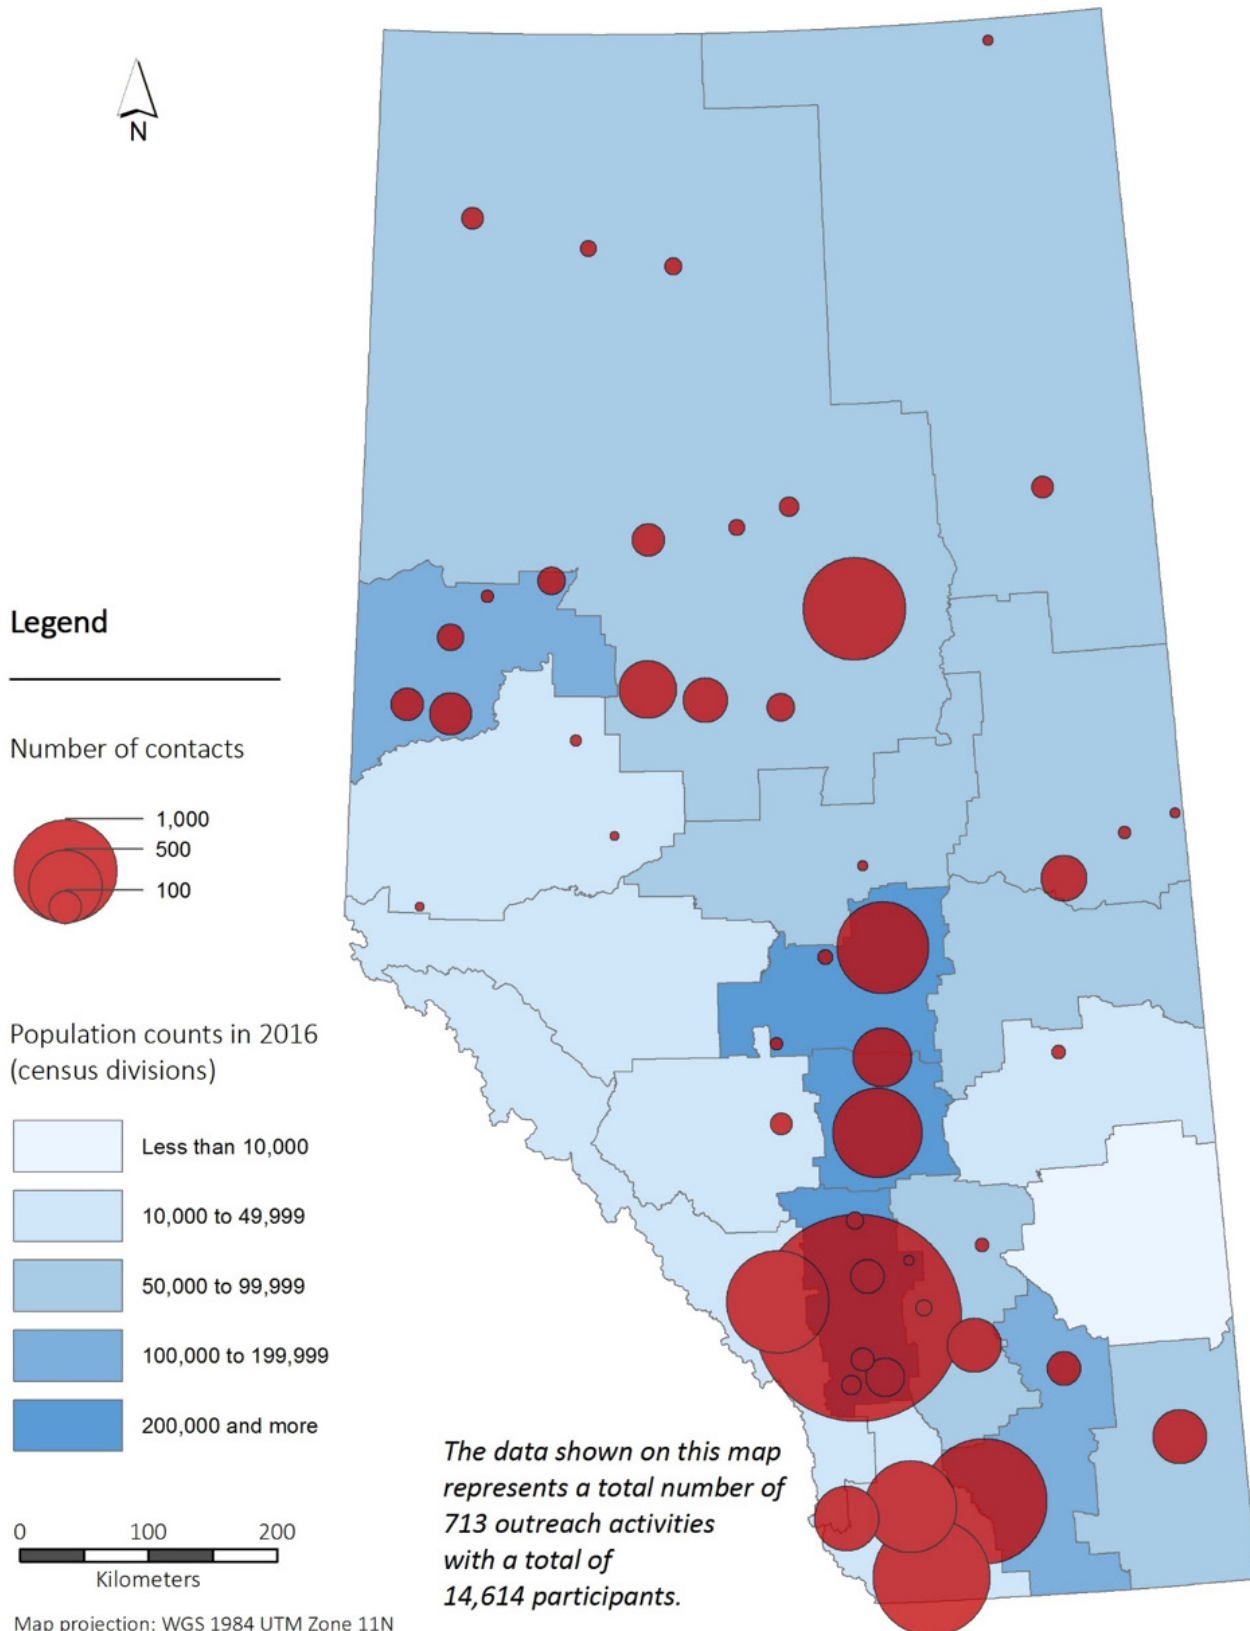 N
Legend
Number of contacts
1,000
500
100
Population counts in 2016
(census divisions)
Less than 10,000
10,000 to 49,999
50,000 to 99,999
100,000 to 199,999
200,000 and more
0 100 200
Kilometers
Map projection: WGS 1984 UTM Zone 11N
The data shown on this map
represents a total number of
713 outreach activities
with a total of
14,614 participants.